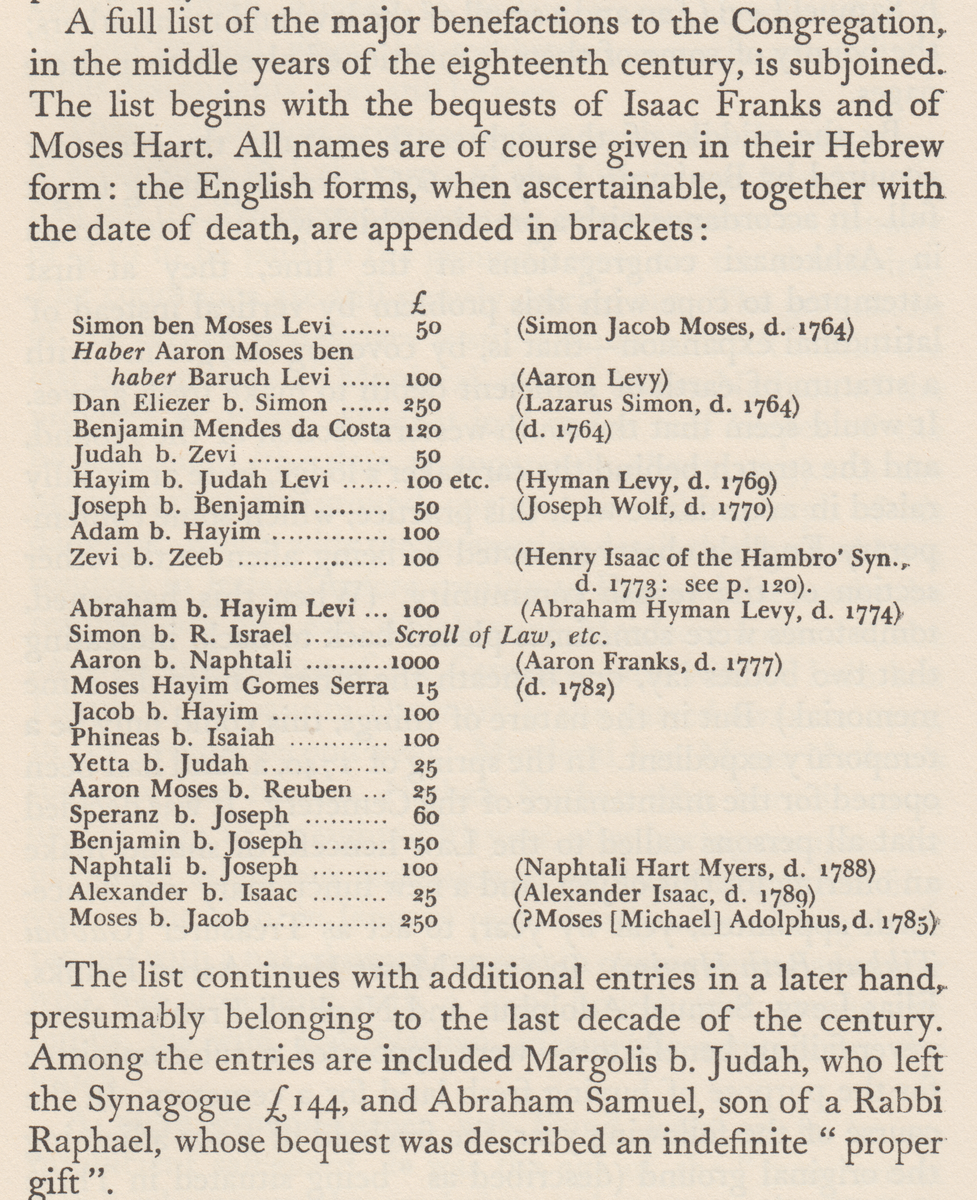 A full list of the major benefactions to the Congregation,
in the middle years of the eighteenth century, is subjoined.
The list begins with the bequests of Isaac Franks and of
Moses Hart. All names are of course given in their Hebrew
form: the English forms, when ascertainable, together with
the date of death, are appended in brackets:
£
Simon ben Moses Levi ...... 50 (Simon Jacob Moses, d. 1764)
Haber Aaron Moses ben
haber Baruch Levi ...... 100 (Aaron Levy)
Dan Eliezer b. Simon ...... 250 (Lazarus Simon, d. 1764)
Benjamin Mendes da Costa 120 (d. 1764)
Judah b. Zevi .................. 50
Hayim b. Judah Levi ...... 100 etc. (Hyman Levy, d. 1769)
Joseph b. Benjamin ......... 50 (Joseph Wolf, d. 1770)
Adam b. Hayim .............. 100
Zevi b. Zeeb .................. 100 (Henry Isaac of the Hambro' Syn.,
d. 1773: see p. 120).
Abraham b. Hayim Levi ... 100 (Abraham Hyman Levy, d. 1774)
Simon b. R. Israel .......... Scroll of Law, etc.
Aaron b. Naphtali ..........1000 (Aaron Franks, d. 1777)
Moses Hayim Gomes Serra 15 (d. 1782)
Jacob b. Hayim .............. 100
Phineas b. Isaiah ............ 100
Yetta b. Judah ............... 25
Aaron Moses b. Reuben ... 25
Speranz b. Joseph .......... 60
Benjamin b. Joseph ......... 150
Naphtali b. Joseph ......... 100 (Naphtali Hart Myers, d. 1788)
Alexander b. Isaac ......... 25 (Alexander Isaac, d. 1789)
Moses b. Jacob ............... 250 (?Moses [Michael] Adolphus, d. 1785)
The list continues with additional entries in a later hand,
presumably belonging to the last decade of the century.
Among the entries are included Margolis b. Judah, who left
the Synagogue £144, and Abraham Samuel, son of a Rabbi
Raphael, whose bequest was described an indefinite “ proper
gift ”.